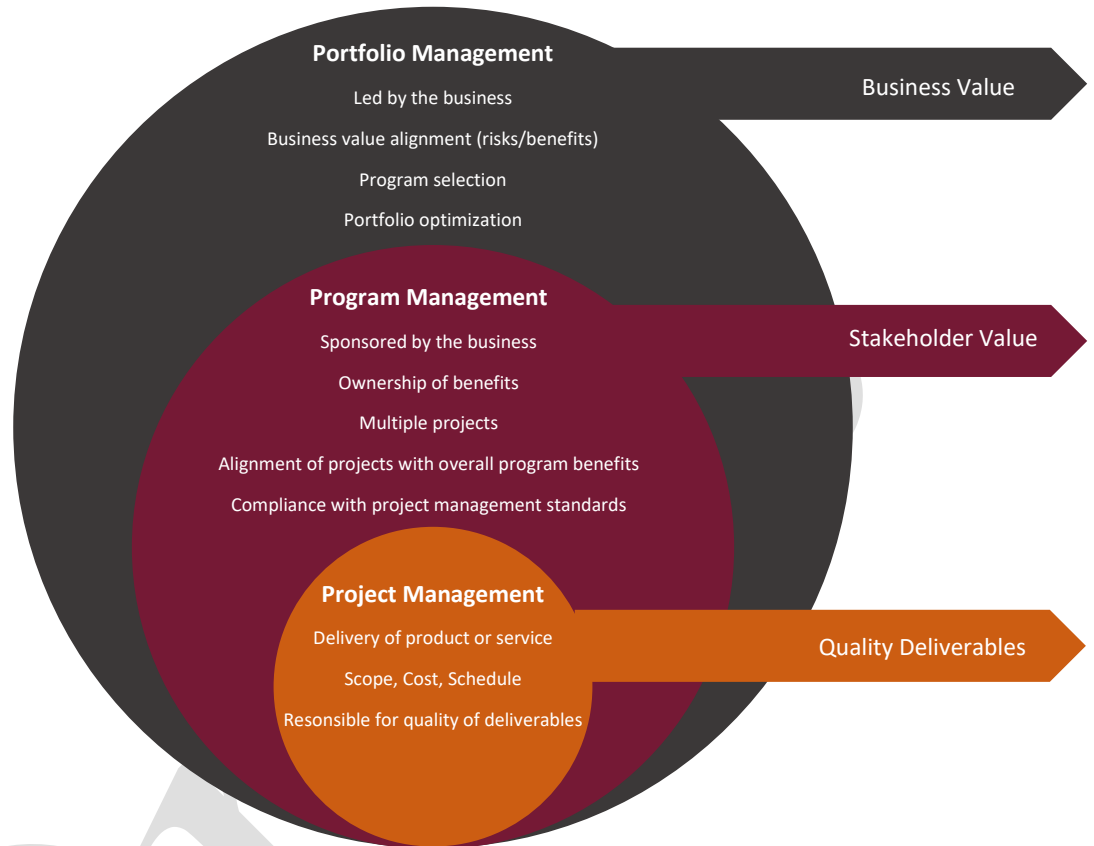 Portfolio Management
Led by the business
Business value alignment (risks/benefits)
Program selection
Portfolio optimization
Business Value
Program Management
Sponsored by the business
Ownership of benefits
Multiple projects
Alignment of projects with overall program benefits
Compliance with project management standards
Stakeholder Value
Project Management
Delivery of product or service
Scope, Cost, Schedule
Resonsible for quality of deliverables
Quality Deliverables